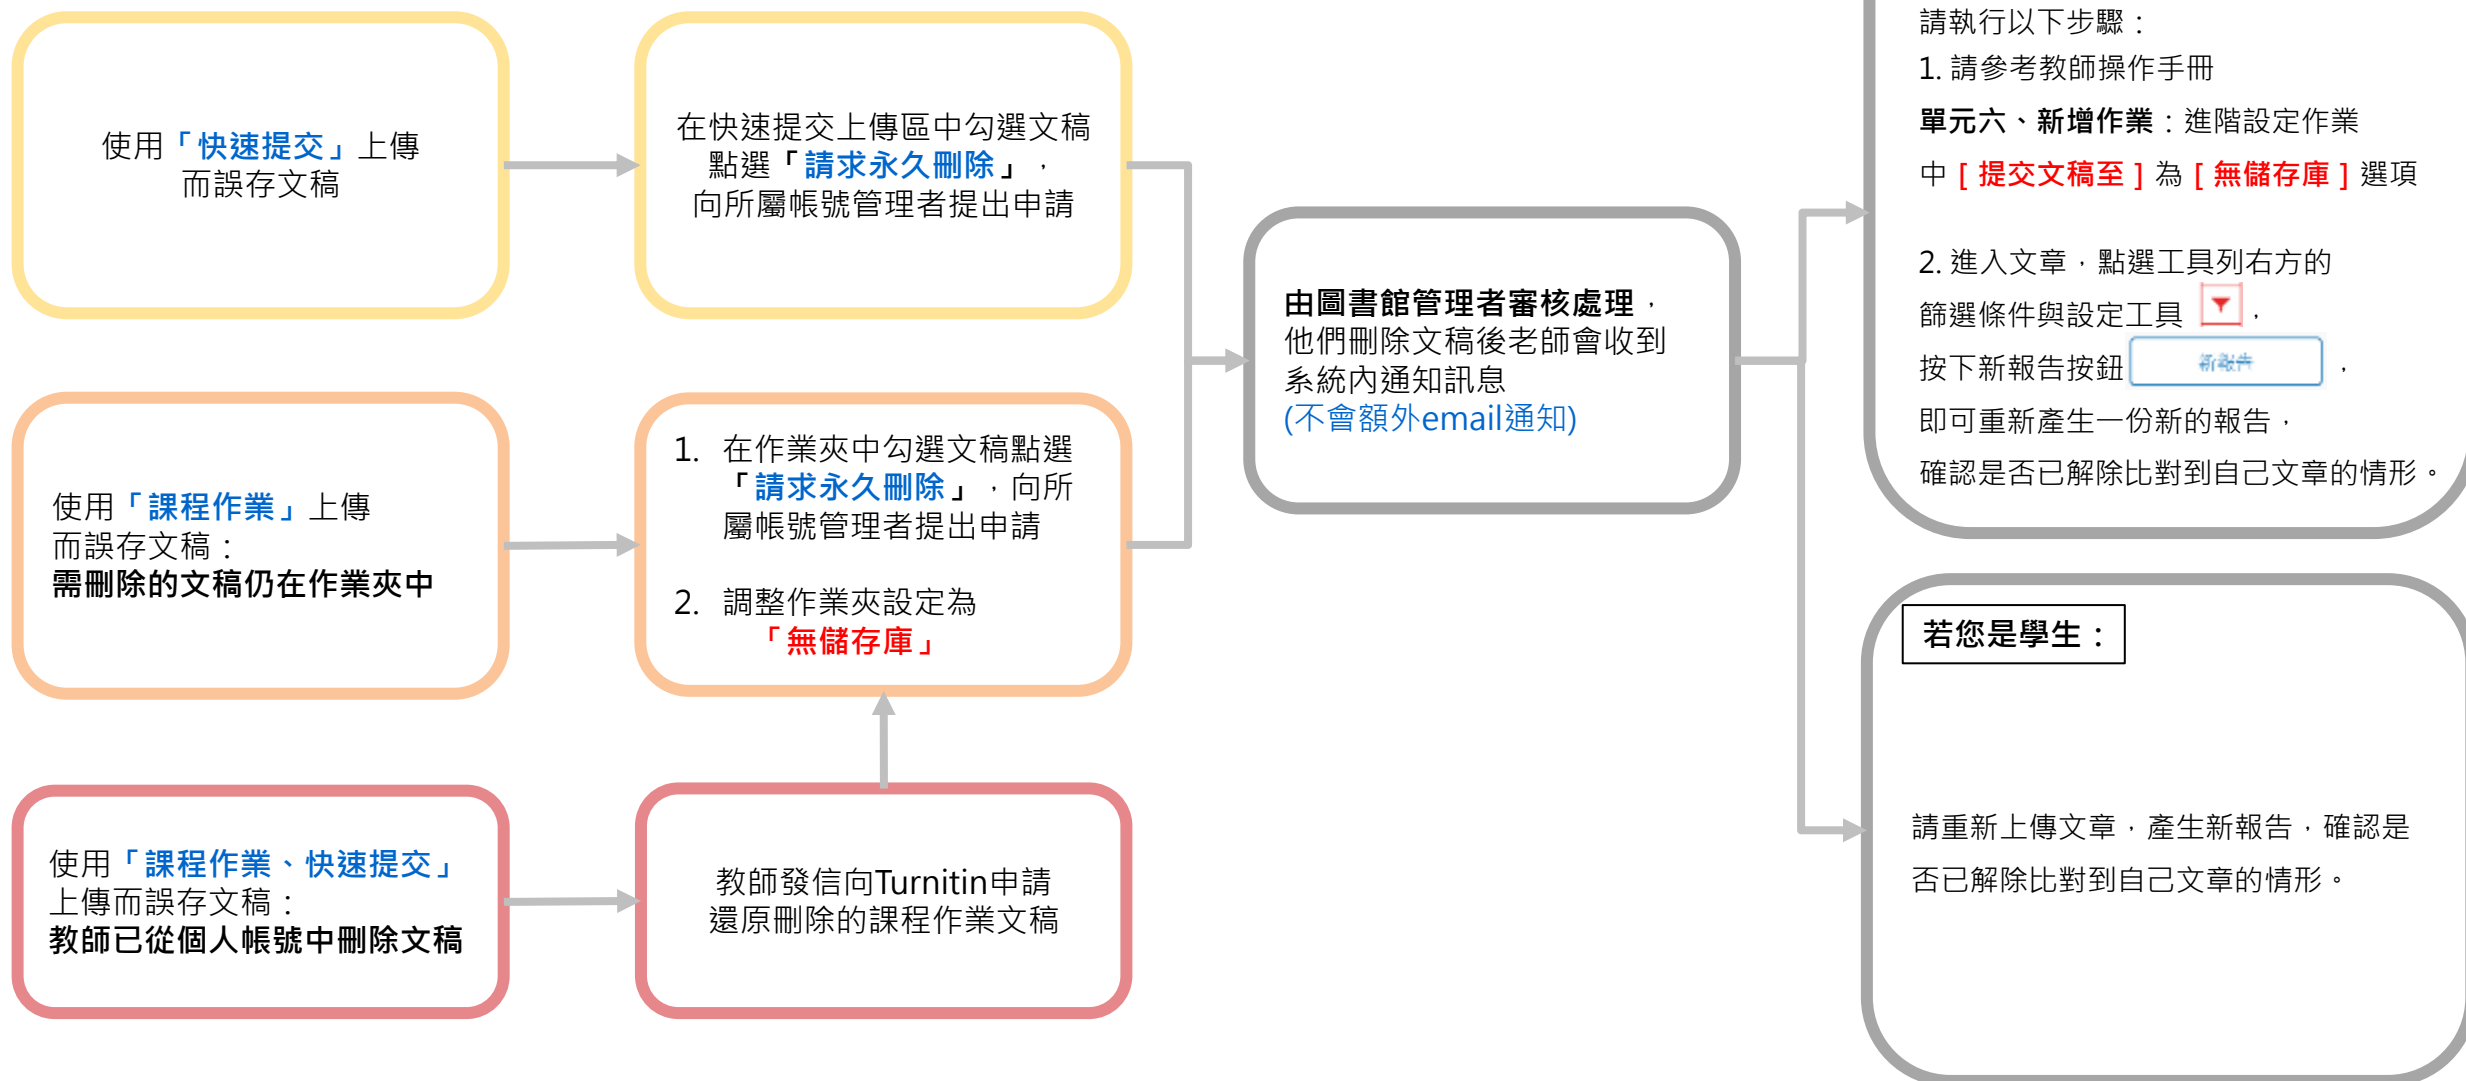 使用「快速提交」上傳
而誤存文稿
在快速提交上傳區中勾選文稿
點選「請求永久刪除」，
向所屬帳號管理者提出申請
使用「課程作業」上傳
而誤存文稿：
需刪除的文稿仍在作業夾中
1. 在作業夾中勾選文稿點選
「請求永久刪除」，向所
屬帳號管理者提出申請
2. 調整作業夾設定為
「無儲存庫」
使用「課程作業、快速提交」
上傳而誤存文稿：
教師已從個人帳號中刪除文稿
教師發信向Turnitin申請
還原刪除的課程作業文稿
由圖書館管理者審核處理，
他們刪除文稿後老師會收到
系統內通知訊息
(不會額外email通知)
請執行以下步驟：
1. 請參考教師操作手冊
單元六、新增作業：進階設定作業
中 [ 提交文稿至 ] 為 [ 無儲存庫 ] 選項
2. 進入文章，點選工具列右方的
篩選條件與設定工具 ，
按下新報告按鈕 新報告 ，
即可重新產生一份新的報告，
確認是否已解除比對到自己文章的情形。
若您是學生：
請重新上傳文章，產生新報告，確認是
否已解除比對到自己文章的情形。